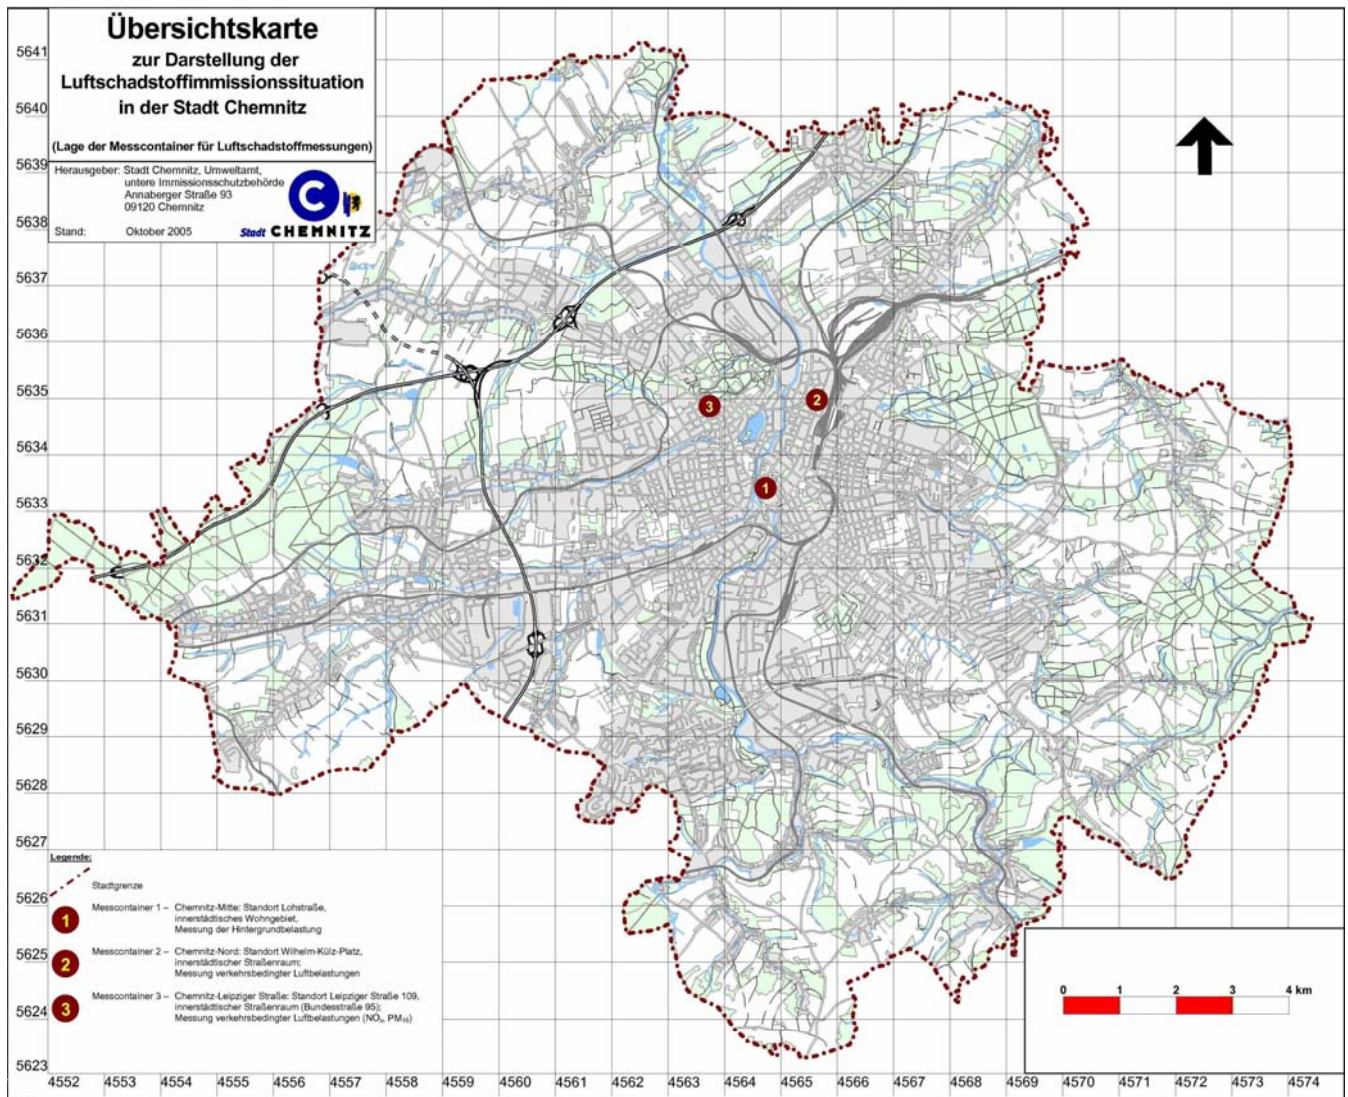 Übersichtskarte
zur Darstellung der
Luftschadstoffimmissionssituation
in der Stadt Chemnitz
(Lage der Messcontainer für Luftschadstoffmessungen)
Herausgeber: Stadt Chemnitz, Umweltamt,
untere Immissionsschutzbehörde
Annaberger Straße 93
09120 Chemnitz
Stand: Oktober 2005
C
Stadt CHEMNITZ
5641
5640
5639
5638
5637
5636
5635
5634
5633
5632
5631
5630
5629
5628
5627
5626
5625
5624
5623
3
2
1
Legende:
Stadtgrenze
1
Messcontainer 1 – Chemnitz-Mitte: Standort Lohstraße,
innerstädtisches Wohngebiet,
Messung der Hintergrundbelastung
2
Messcontainer 2 – Chemnitz-Nord: Standort Wilhelm-Külz-Platz,
innerstädtischer Straßenraum;
Messung verkehrsbedingter Luftbelastungen
3
Messcontainer 3 – Chemnitz-Leipziger Straße: Standort Leipziger Straße 109,
innerstädtischer Straßenraum (Bundesstraße 95);
Messung verkehrsbedingter Luftbelastungen (NOₓ, PM₁₀)
0 1 2 3 4 km
4552 4553 4554 4555 4556 4557 4558 4559 4560 4561 4562 4563 4564 4565 4566 4567 4568 4569 4570 4571 4572 4573 4574